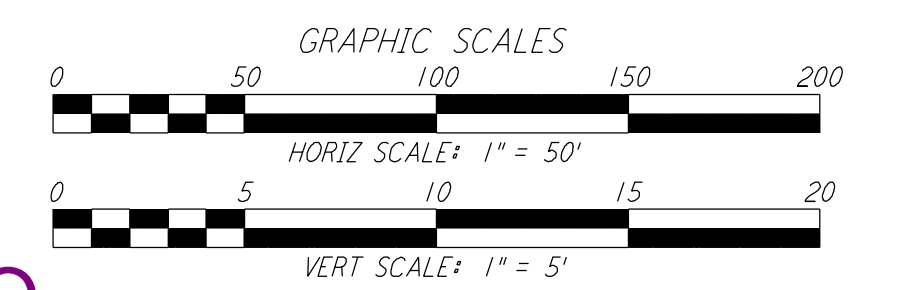 GRAPHIC SCALES
0 50 100 150 200
HORIZ SCALE: 1" = 50'
0 5 10 15 20
VERT SCALE: 1" = 5'